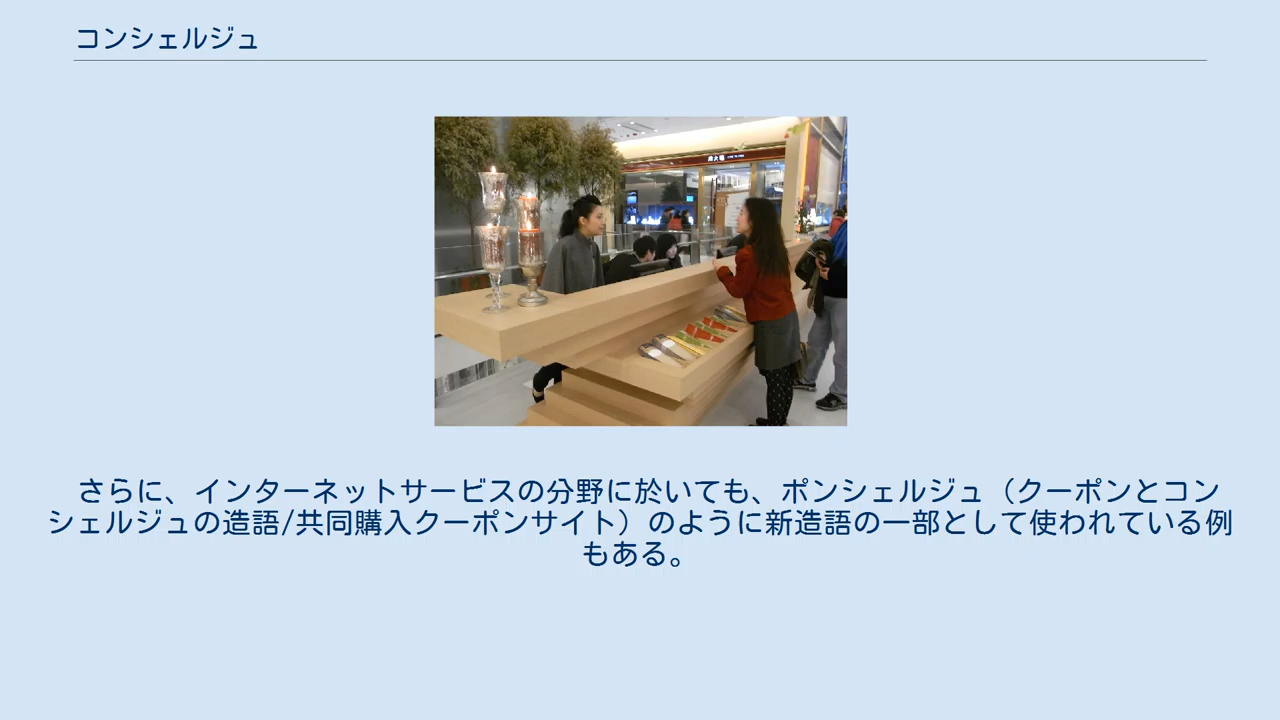 コンシェルジュ
さらに、インターネットサービスの分野に於いても、ポンシェルジュ（クーポンとコン
シェルジュの造語/共同購入クーポンサイト）のように新造語の一部として使われている例
もある。